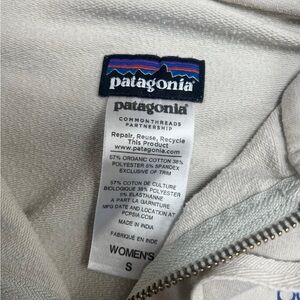 patagonia
patagonia
COMMONTHREADS
PARTNERSHIP
Repair, Reuse, Recycle
This Product
www.patagonia.com
57% ORGANIC COTTON 38%
POLYESTER 5% SPANDEX
EXCLUSIVE OF TRIM
57% COTON DE CULTURE
BIOLOGIQUE 38% POLYESTER
5% ELASTHANNE
A PART LA GARNITURE
MFG DATE AND LOCATION AT
PCPSIA.COM
MADE IN INDIA
FABRIQUÉ EN INDE
WOMEN'S
S